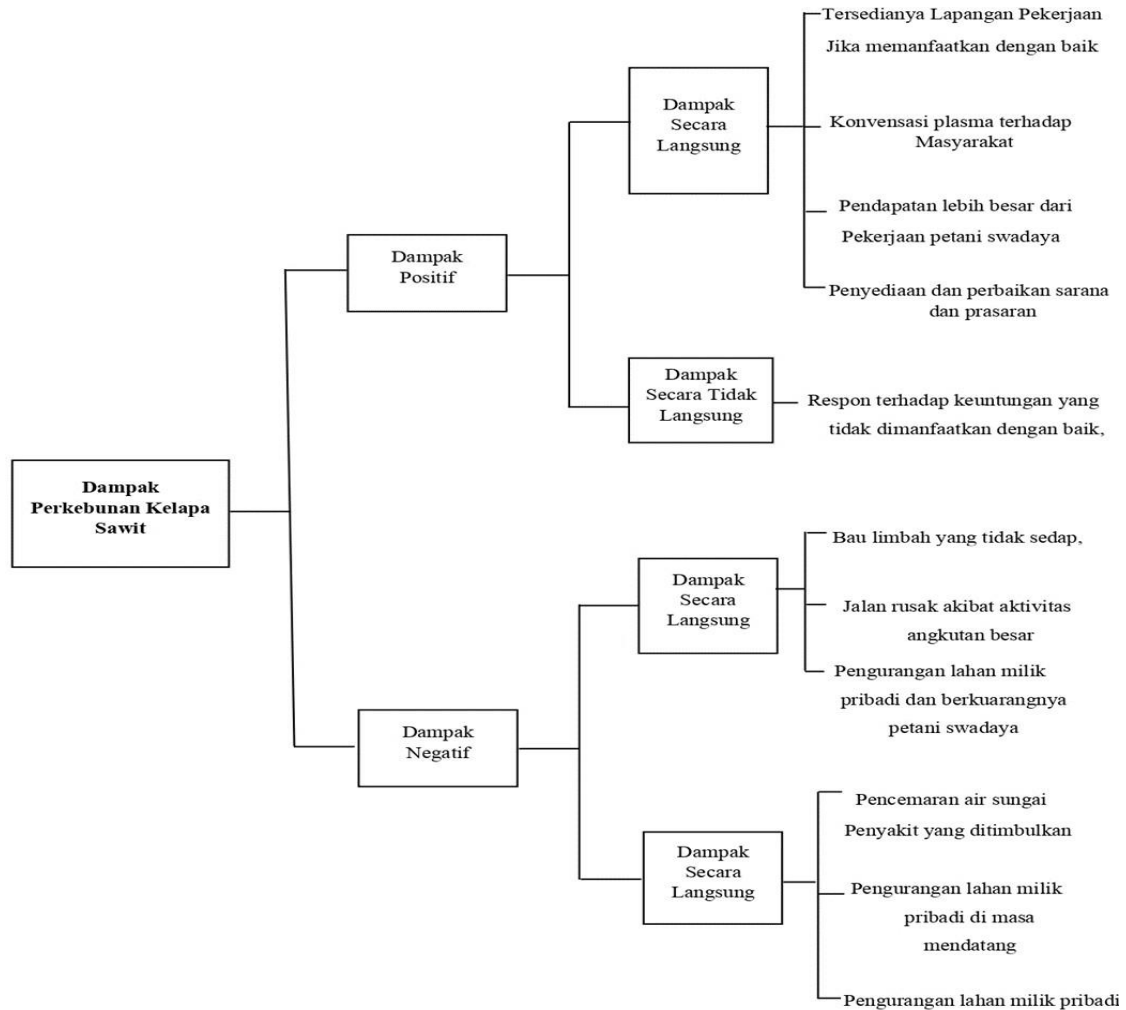 Dampak
Perkebunan Kelapa
Sawit
Dampak
Positif
Dampak
Secara
Langsung
Tersedianya Lapangan Pekerjaan
Jika memanfaatkan dengan baik
Konvensasi plasma terhadap
Masyarakat
Pendapatan lebih besar dari
Pekerjaan petani swadaya
Penyediaan dan perbaikan sarana
dan prasaran
Dampak
Secara Tidak
Langsung
Respon terhadap keuntungan yang
tidak dimanfaatkan dengan baik,
Dampak
Negatif
Dampak
Secara
Langsung
Bau limbah yang tidak sedap,
Jalan rusak akibat aktivitas
angkutan besar
Pengurangan lahan milik
pribadi dan berkuarangnya
petani swadaya
Dampak
Secara
Langsung
Pencemaran air sungai
Penyakit yang ditimbulkan
Pengurangan lahan milik
pribadi di masa
mendatang
Pengurangan lahan milik pribadi